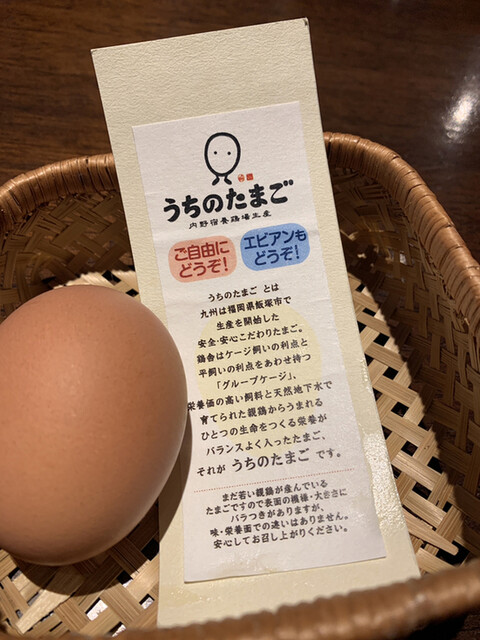 うちのたまご
内野宿養鶏場生産
ご自由に
どうぞ!
エビアンも
どうぞ!
うちのたまご とは
九州は福岡県飯塚市で
生産を開始した
安全・安心こだわりたまご。
鶏舎はケージ飼いの利点と
平飼いの利点をあわせ持つ
「グループケージ」、
栄養価の高い飼料と天然地下水で
育てられた親鶏からうまれる
ひとつの生命をつくる栄養が
バランスよく入ったたまご、
それが うちのたまご です。
まだ若い親鶏が産んでいる
たまごですので表面の模様・大きさに
バラつきがありますが、
味・栄養面での違いはありません。
安心してお召し上がりください。